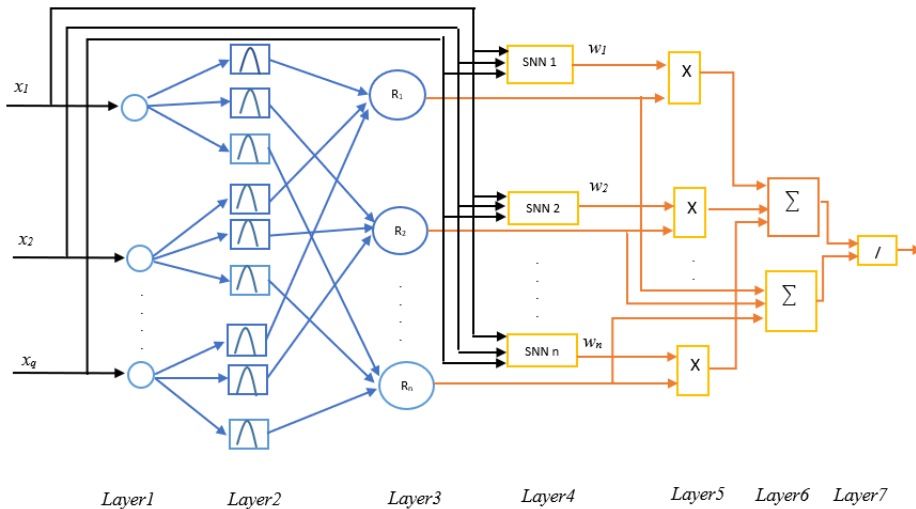 x1
x2
xq
R1
R2
Rn
SNN 1
SNN 2
SNN n
w1
w2
wn
X
X
X
Σ
Σ
/
Layer1 Layer2 Layer3 Layer4 Layer5 Layer6 Layer7